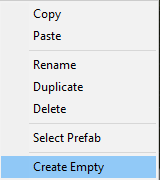 Copy
Paste
Rename
Duplicate
Delete
Select Prefab
Create Empty